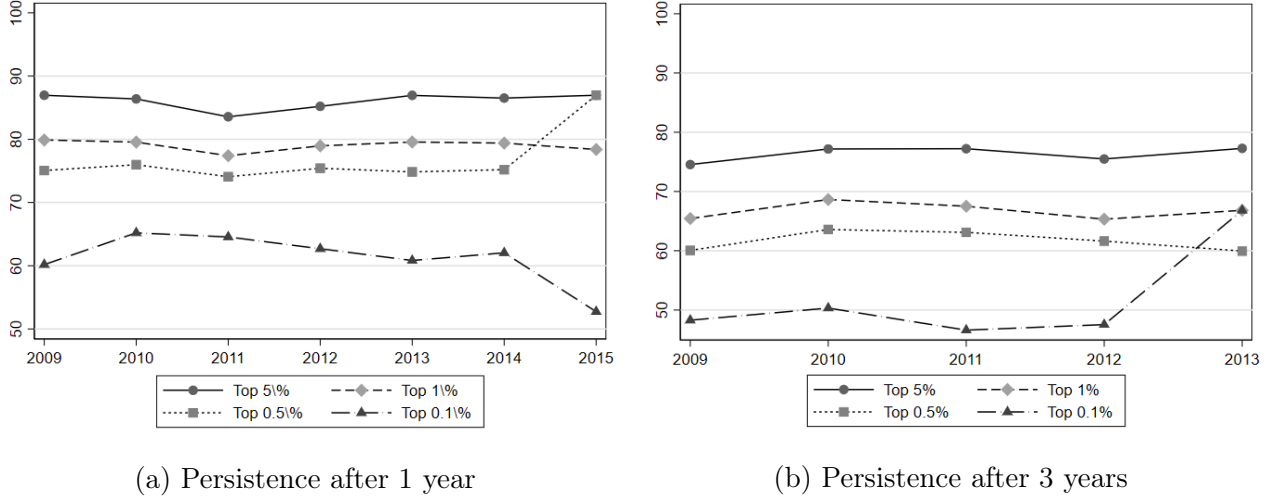 100
90
80
70
60
50
2009 2010 2011 2012 2013 2014 2015
Top 5\% Top 1\%
Top 0.5\% Top 0.1\%
(a) Persistence after 1 year
100
90
80
70
60
50
2009 2010 2011 2012 2013
Top 5% Top 1%
Top 0.5% Top 0.1%
(b) Persistence after 3 years